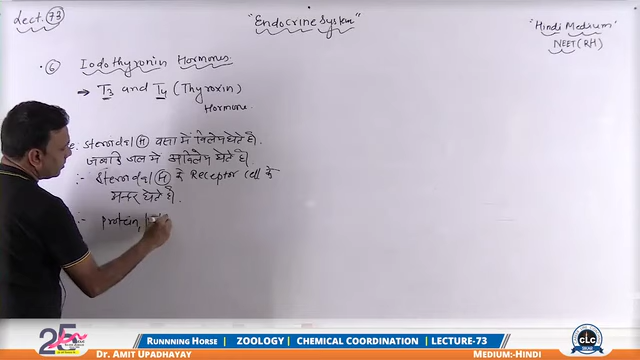 Lect. 73
"Endocrine System"
"Hindi Medium"
NEET (RH)
⑥ Iodothyronin Hormones
→ T3 and T4 (Thyroxin)
Hormone.
e. Steroidal Ⓗ वसा में विलेय होते है।
जबकि जल में अविलेय होते है।
∴ Steroidal Ⓗ के Receptor cell के
अन्दर होते है।
∴ Protein,
25
RUNNNING HORSE | ZOOLOGY | CHEMICAL COORDINATION | LECTURE-73
Dr. AMIT UPADHAYAY
MEDIUM:-HINDI
CLC